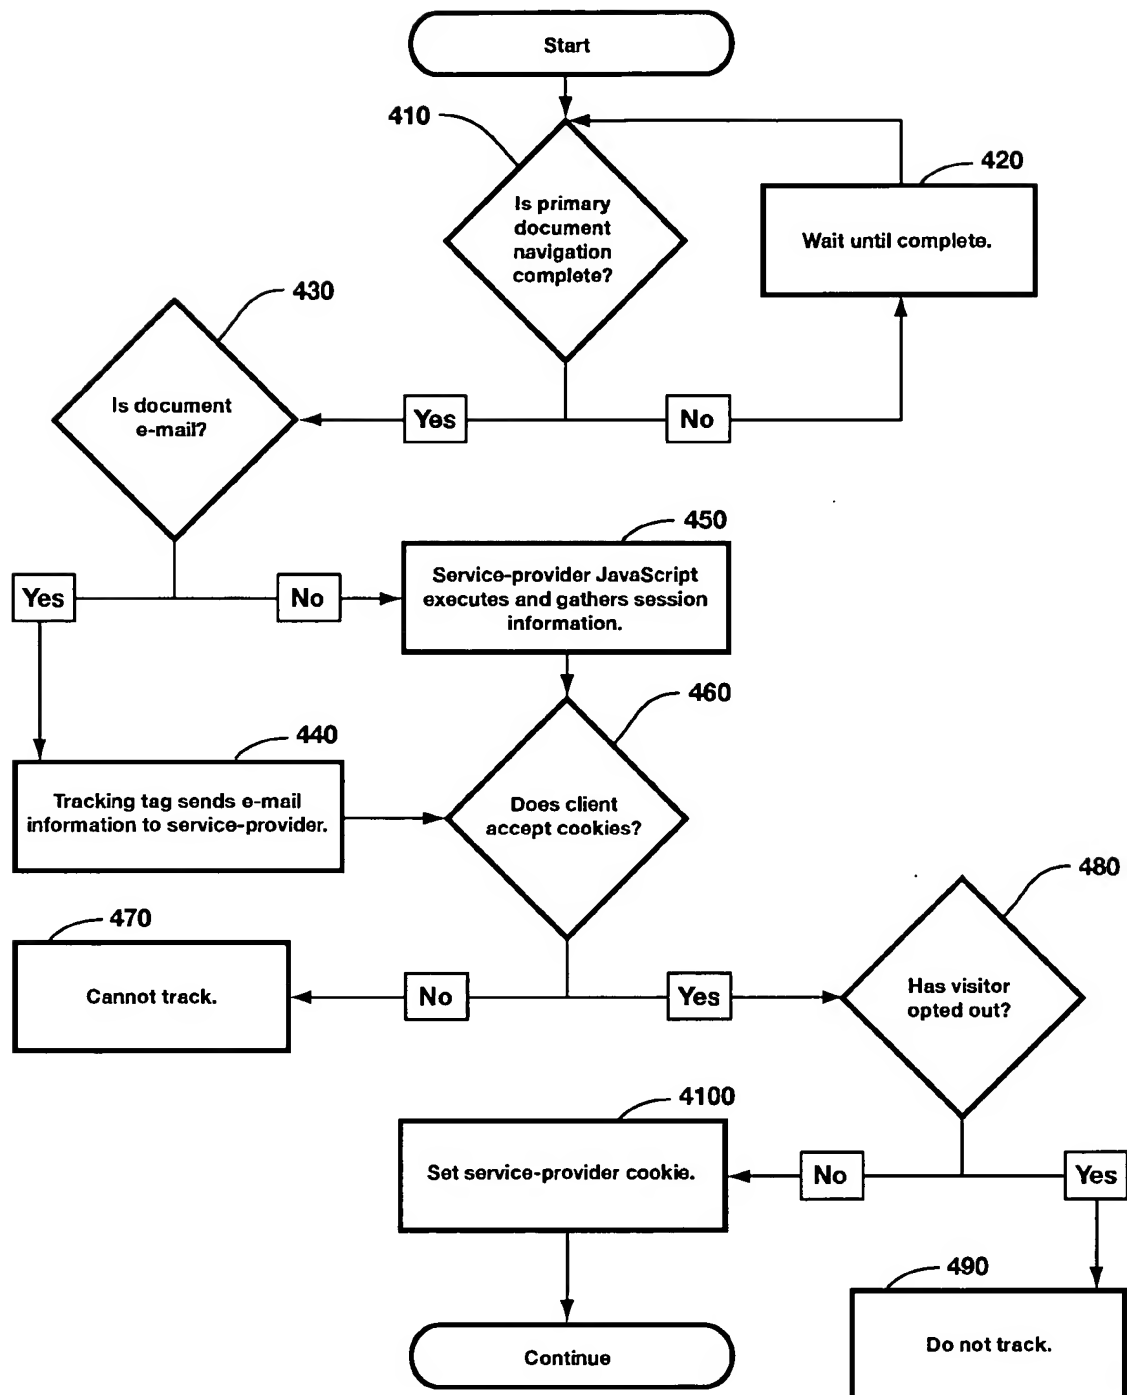 Start
410
Is primary
document
navigation
complete?
420
Wait until complete.
430
Is document
e-mail?
Yes
No
450
Service-provider JavaScript
executes and gathers session
information.
Yes
No
460
Does client
accept cookies?
440
Tracking tag sends e-mail
information to service-provider.
470
Cannot track.
No
Yes
480
Has visitor
opted out?
4100
Set service-provider cookie.
No
Yes
490
Do not track.
Continue